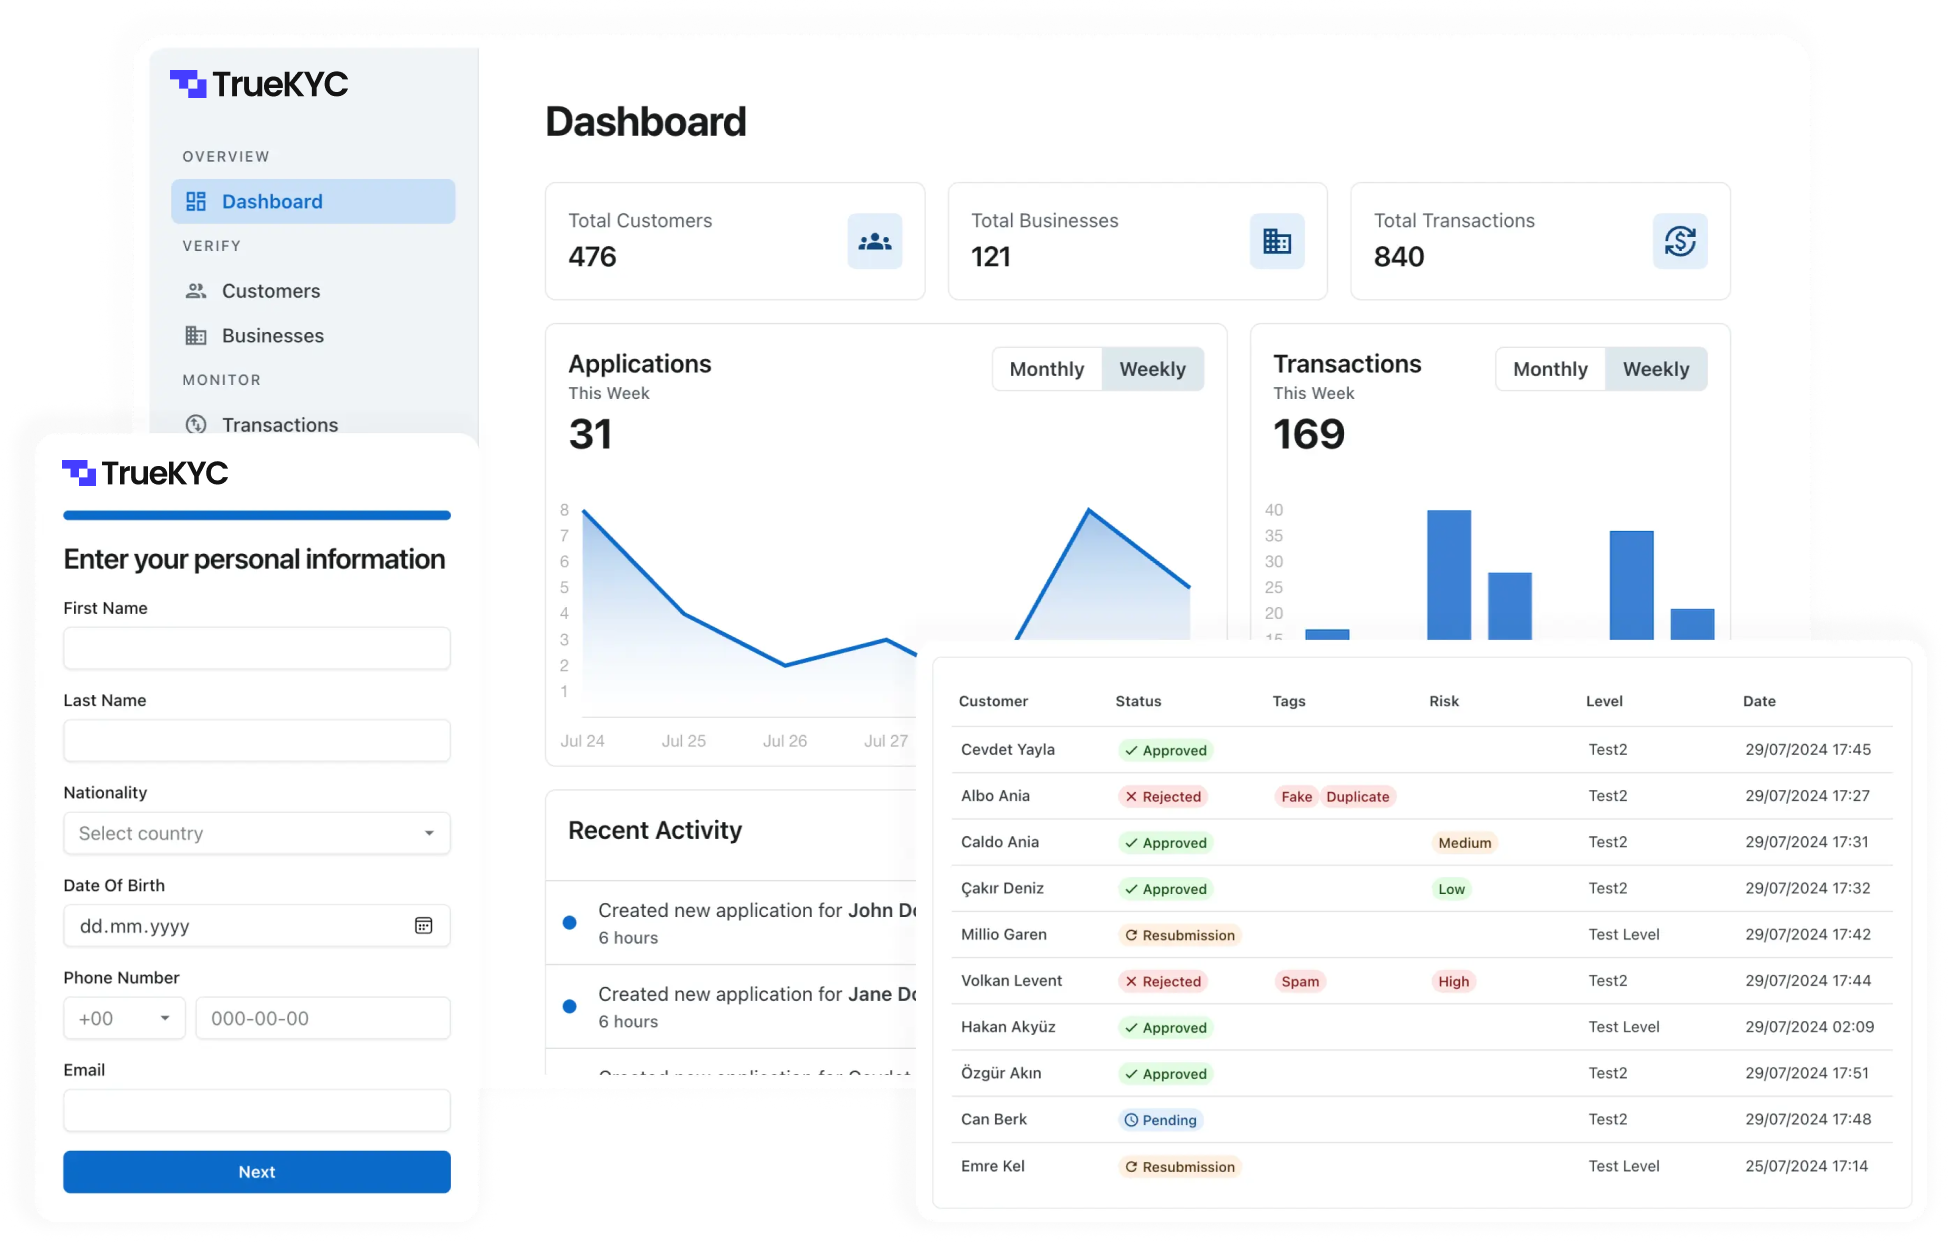 TrueKYC
OVERVIEW
Dashboard
VERIFY
Customers
Businesses
MONITOR
Transactions
Dashboard
Total Customers
476
Total Businesses
121
Total Transactions
840
Applications
This Week
31
Monthly Weekly
8
7
6
5
4
3
2
1
Jul 24 Jul 25 Jul 26 Jul 27
Transactions
This Week
169
Monthly Weekly
40
35
30
25
20
15
Recent Activity
Created new application for John Do
6 hours
Created new application for Jane Do
6 hours
Created new application for Cevdet
TrueKYC
Enter your personal information
First Name
Last Name
Nationality
Select country
Date Of Birth
dd.mm.yyyy
Phone Number
+00 000-00-00
Email
Next
Customer Status Tags Risk Level Date
Cevdet Yayla Approved Test2 29/07/2024 17:45
Albo Ania Rejected Fake Duplicate Test2 29/07/2024 17:27
Caldo Ania Approved Medium Test2 29/07/2024 17:31
Çakır Deniz Approved Low Test2 29/07/2024 17:32
Millio Garen Resubmission Test Level 29/07/2024 17:42
Volkan Levent Rejected Spam High Test2 29/07/2024 17:44
Hakan Akyüz Approved Test Level 29/07/2024 02:09
Özgür Akın Approved Test2 29/07/2024 17:51
Can Berk Pending Test2 29/07/2024 17:48
Emre Kel Resubmission Test Level 25/07/2024 17:14